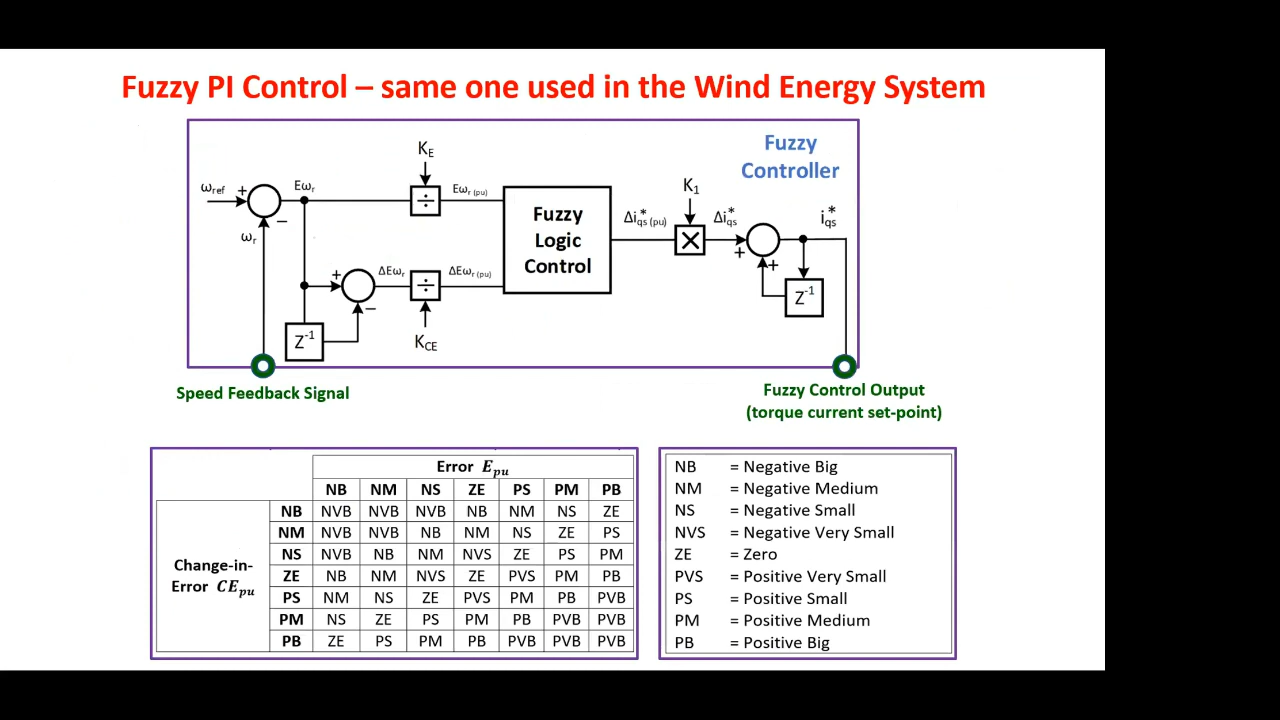 Fuzzy PI Control – same one used in the Wind Energy System
Fuzzy
Controller
K_E
K_1
ω_ref + Eω_r ÷ Eω_r (pu)
−
ω_r
Fuzzy
Logic
Control
Δi*_qs (pu) Δi*_qs i*_qs
+ +
+ ΔEω_r ÷ ΔEω_r (pu)
−
Z⁻¹
Z⁻¹
K_CE
Speed Feedback Signal
Fuzzy Control Output
(torque current set-point)
Error E_pu
NB NM NS ZE PS PM PB
NB NVB NVB NVB NB NM NS ZE
NM NVB NVB NB NM NS ZE PS
NS NVB NB NM NVS ZE PS PM
Change-in-
Error CE_pu
ZE NB NM NVS ZE PVS PM PB
PS NM NS ZE PVS PM PB PVB
PM NS ZE PS PM PB PVB PVB
PB ZE PS PM PB PVB PVB PVB
NB = Negative Big
NM = Negative Medium
NS = Negative Small
NVS = Negative Very Small
ZE = Zero
PVS = Positive Very Small
PS = Positive Small
PM = Positive Medium
PB = Positive Big